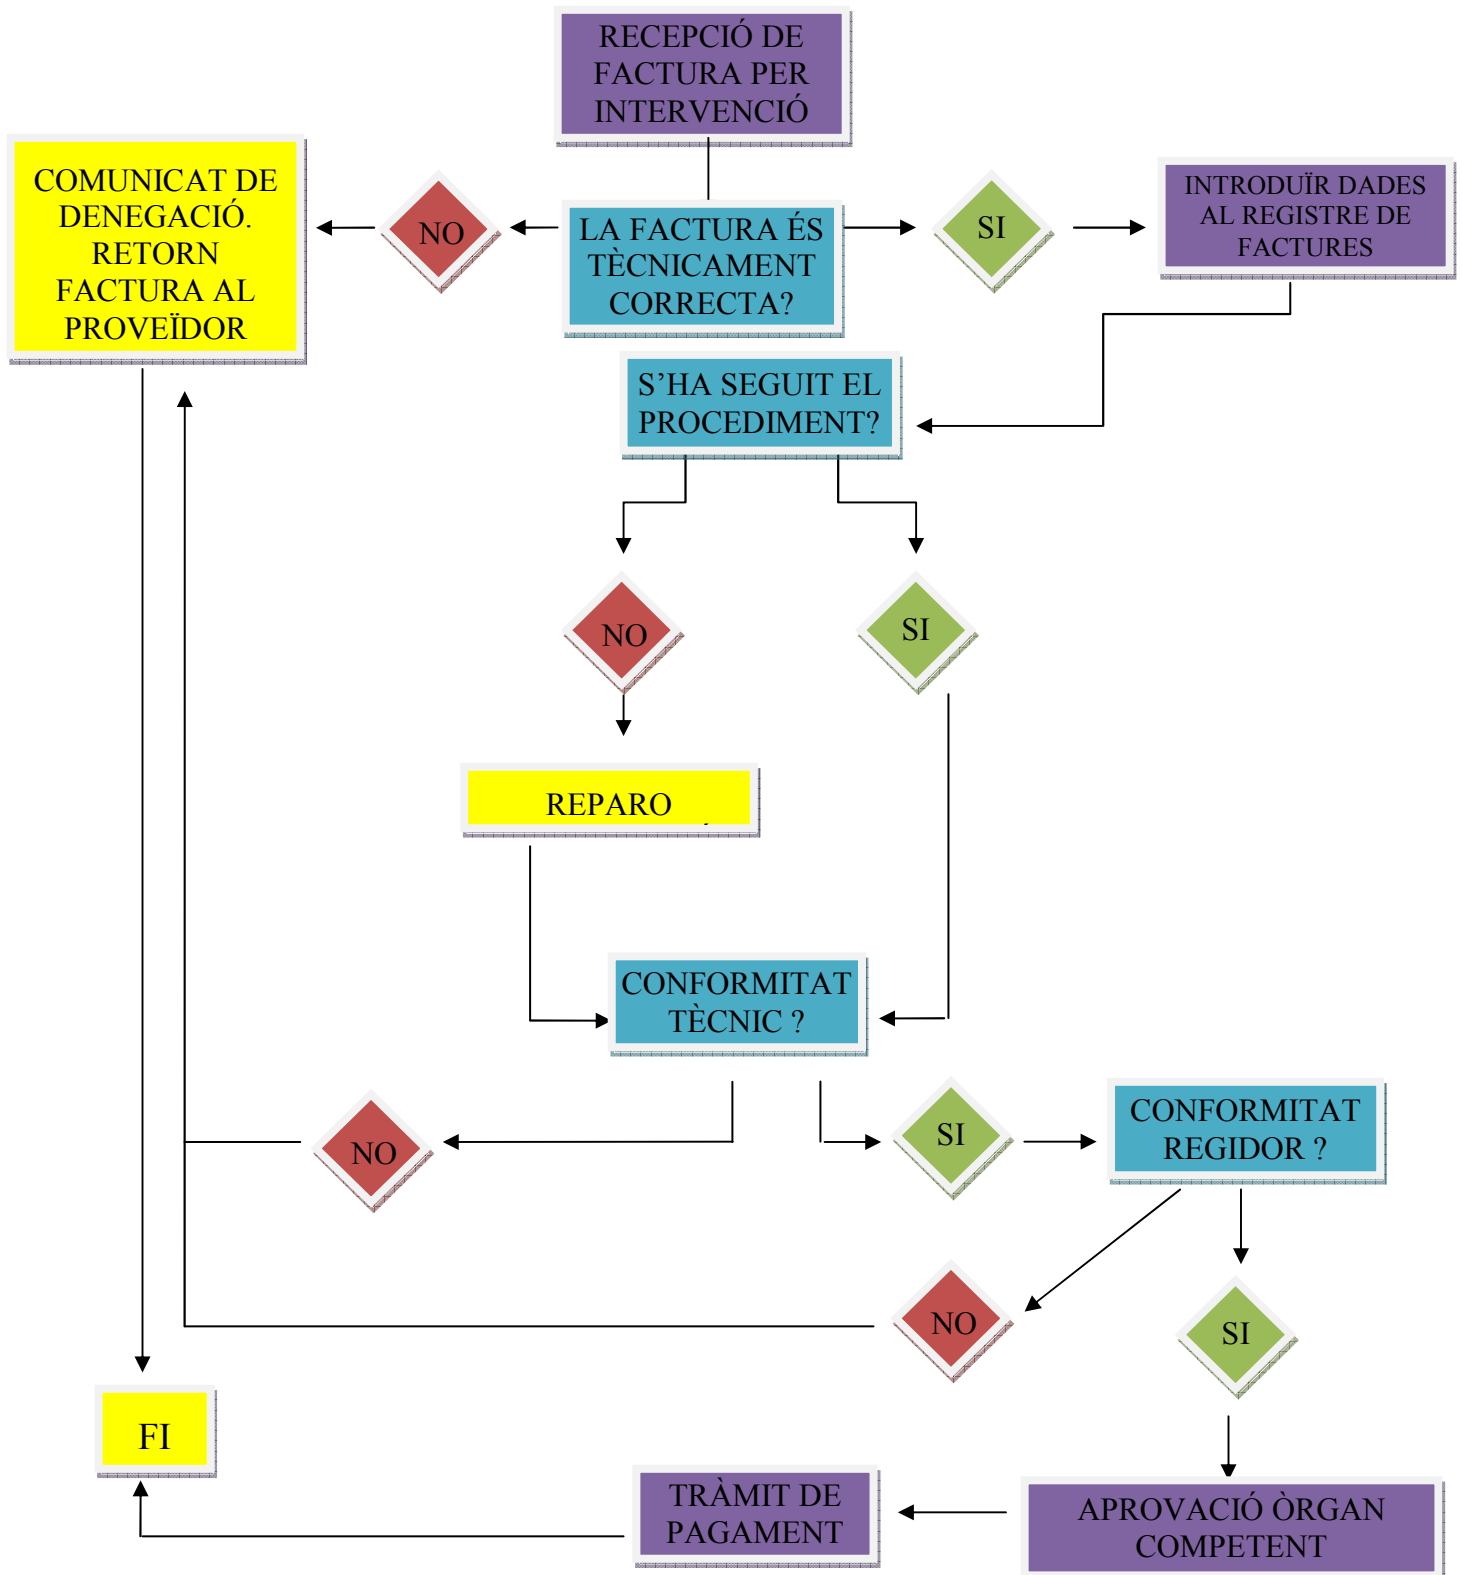 RECEPCIÓ DE
FACTURA PER
INTERVENCIÓ
COMUNICAT DE
DENEGACIÓ.
RETORN
FACTURA AL
PROVEÏDOR
NO
LA FACTURA ÉS
TÈCNICAMENT
CORRECTA?
SI
INTRODUÏR DADES
AL REGISTRE DE
FACTURES
S’HA SEGUIT EL
PROCEDIMENT?
NO
SI
REPARO
CONFORMITAT
TÈCNIC ?
NO
SI
CONFORMITAT
REGIDOR ?
NO
SI
FI
TRÀMIT DE
PAGAMENT
APROVACIÓ ÒRGAN
COMPETENT